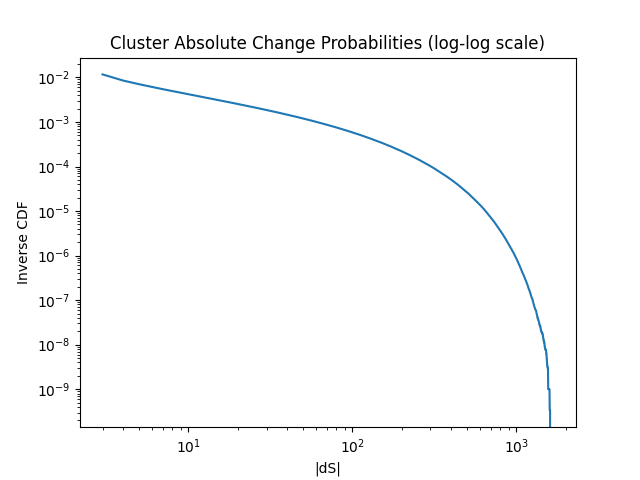 Cluster Absolute Change Probabilities (log-log scale)
10⁻²
10⁻³
10⁻⁴
10⁻⁵
10⁻⁶
10⁻⁷
10⁻⁸
10⁻⁹
Inverse CDF
10¹ 10² 10³
|dS|